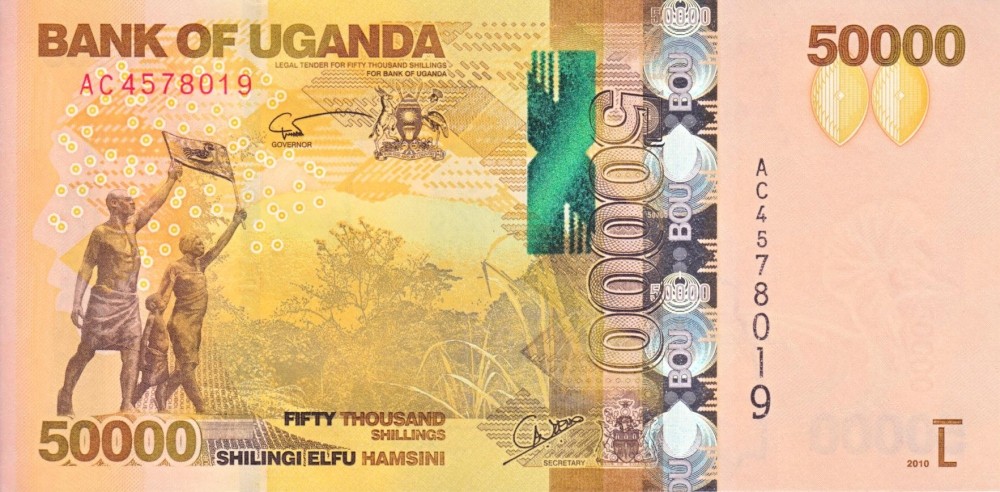 BANK OF UGANDA
LEGAL TENDER FOR FIFTY THOUSAND SHILLINGS
FOR BANK OF UGANDA
AC4578019
GOVERNOR
50000
50000
50000
BOU
BOU
50000
BOU
BOU
AC4578019
FIFTY THOUSAND
SHILLINGS
50000
SHILINGI ELFU HAMSINI
SECRETARY
2010